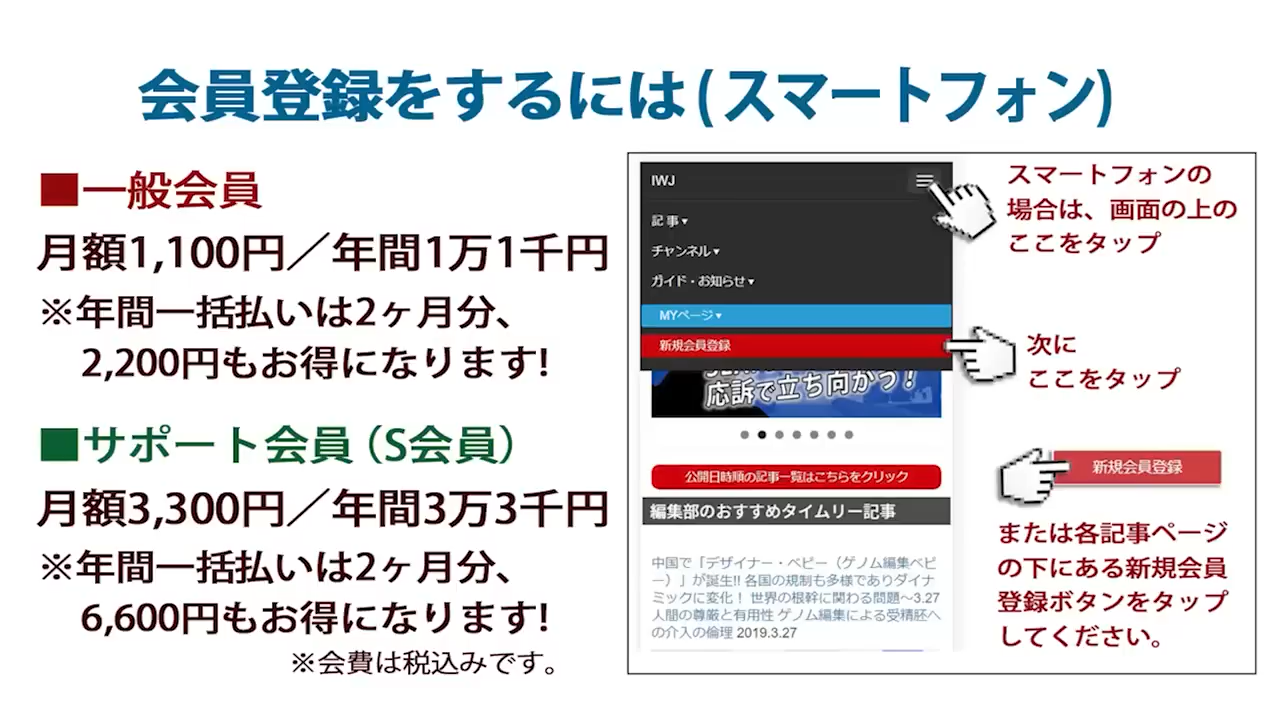 会員登録をするには(スマートフォン)
■一般会員
月額1,100円／年間1万1千円
※年間一括払いは2ヶ月分、
2,200円もお得になります!
■サポート会員（S会員）
月額3,300円／年間3万3千円
※年間一括払いは2ヶ月分、
6,600円もお得になります!
※会費は税込みです。
IWJ
記事▾
チャンネル▾
ガイド・お知らせ▾
MYページ▾
新規会員登録
応訴で立ち向かう！
公開日時順の記事一覧はこちらをクリック
編集部のおすすめタイムリー記事
中国で「デザイナー・ベビー（ゲノム編集ベビ
ー）」が誕生!! 各国の規制も多様でありダイナ
ミックに変化！ 世界の根幹に関わる問題〜3.27
人間の尊厳と有用性 ゲノム編集による受精胚へ
の介入の倫理 2019.3.27
スマートフォンの
場合は、画面の上の
ここをタップ
次に
ここをタップ
新規会員登録
または各記事ページ
の下にある新規会員
登録ボタンをタップ
してください。